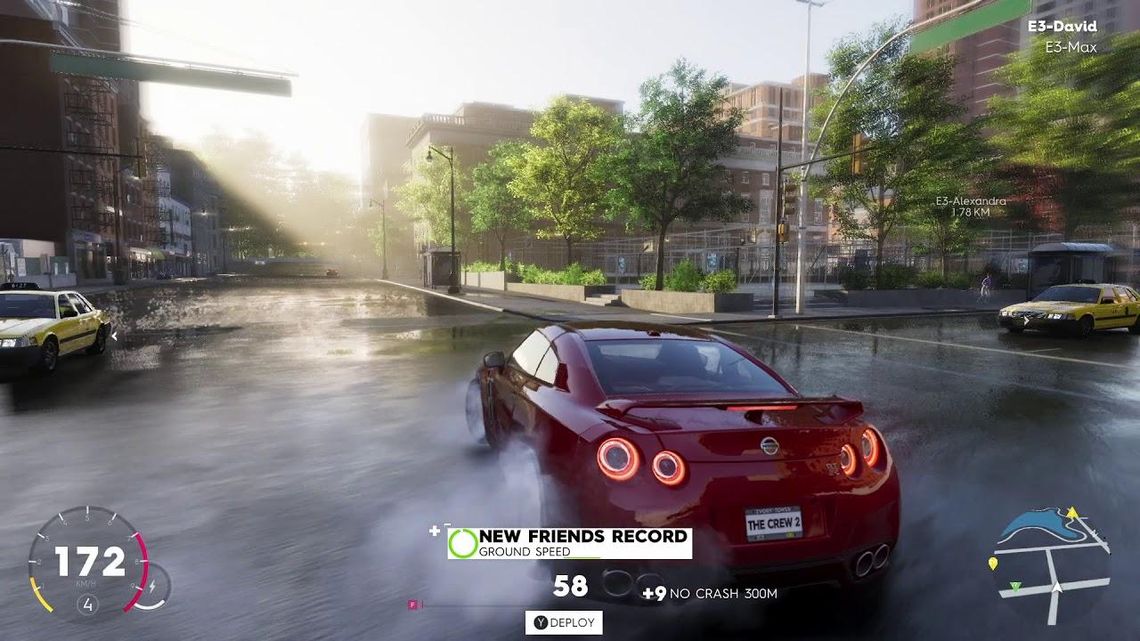 E3-David
E3-Max
E3-Alexandra
1.78 KM
THE CREW 2
NEW FRIENDS RECORD
GROUND SPEED
172
KM/H
4
58
+9 NO CRASH 300M
F
Y DEPLOY